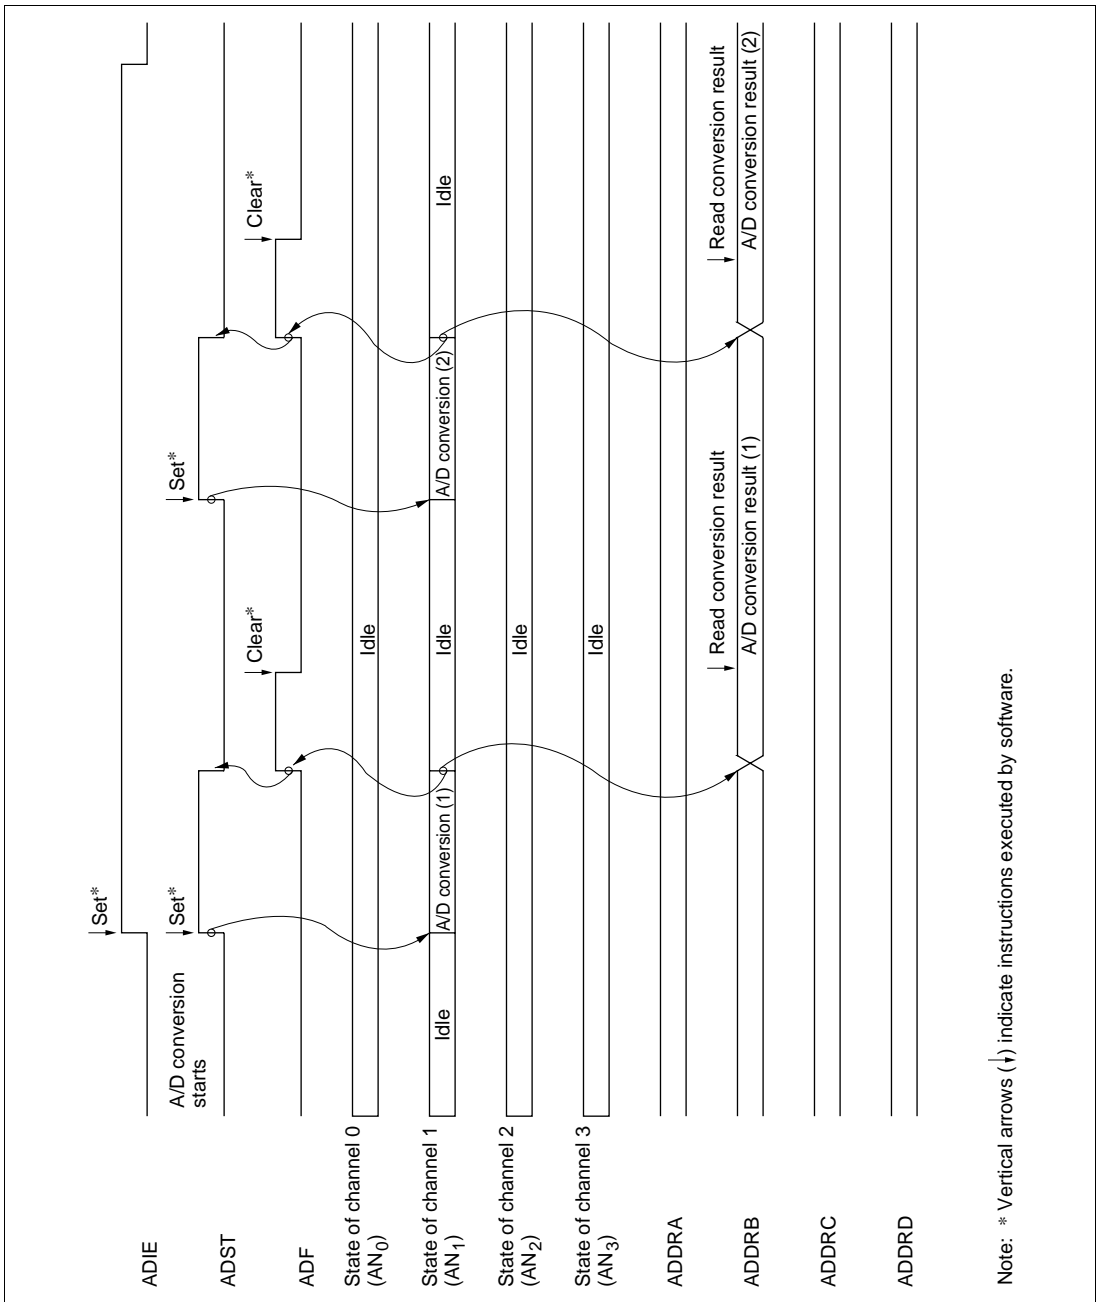 ADIE
Set*
ADST
A/D conversion
starts
Set*
Set*
ADF
Clear*
Clear*
State of channel 0
(AN0)
Idle
State of channel 1
(AN1)
Idle
A/D conversion (1)
Idle
A/D conversion (2)
Idle
State of channel 2
(AN2)
Idle
State of channel 3
(AN3)
Idle
ADDRA
ADDRB
Read conversion result
A/D conversion result (1)
Read conversion result
A/D conversion result (2)
ADDRC
ADDRD
Note: * Vertical arrows (↓) indicate instructions executed by software.